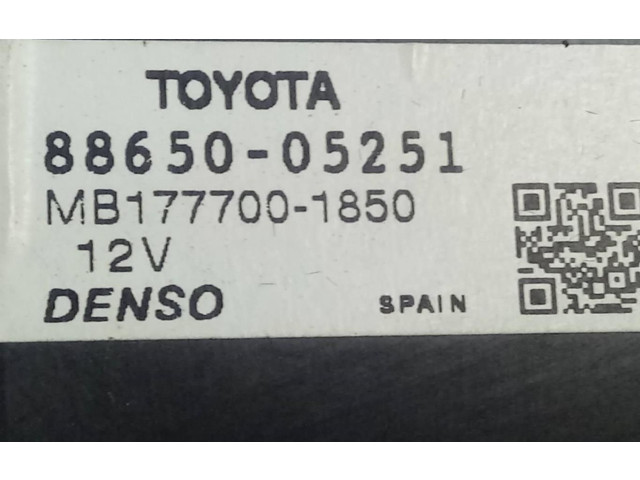 TOYOTA
88650-05251
MB177700-1850
12V
DENSO SPAIN